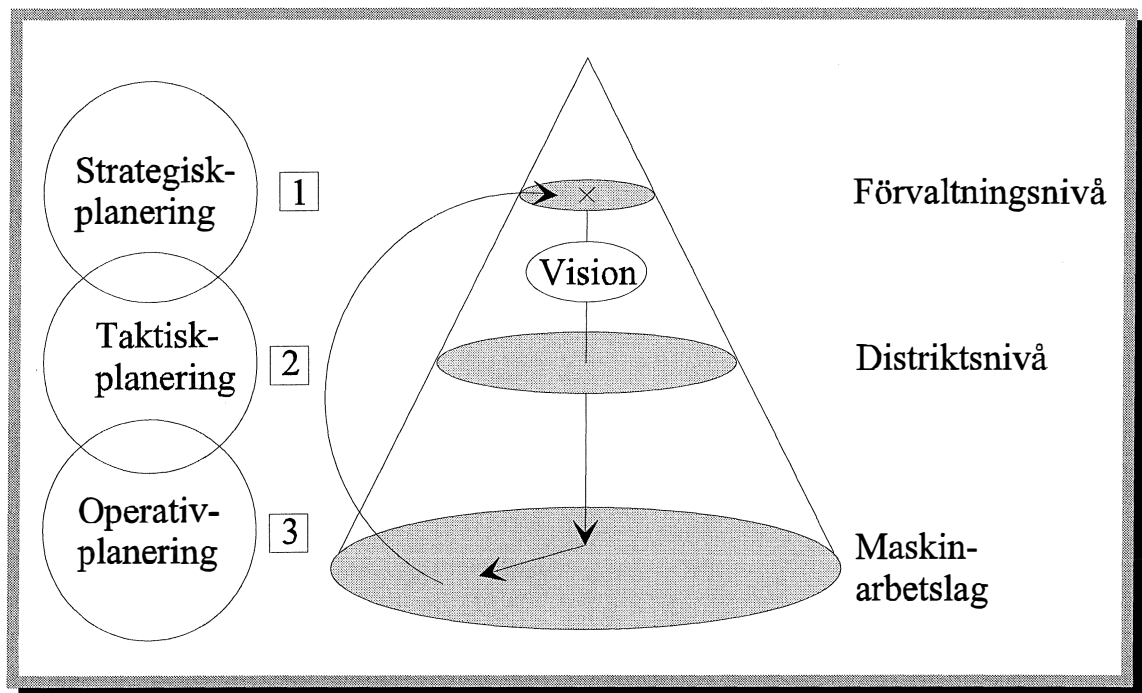 Strategisk-
planering
1
Förvaltningsnivå
Vision
Taktisk-
planering
2
Distriktsnivå
Operativ-
planering
3
Maskin-
arbetslag